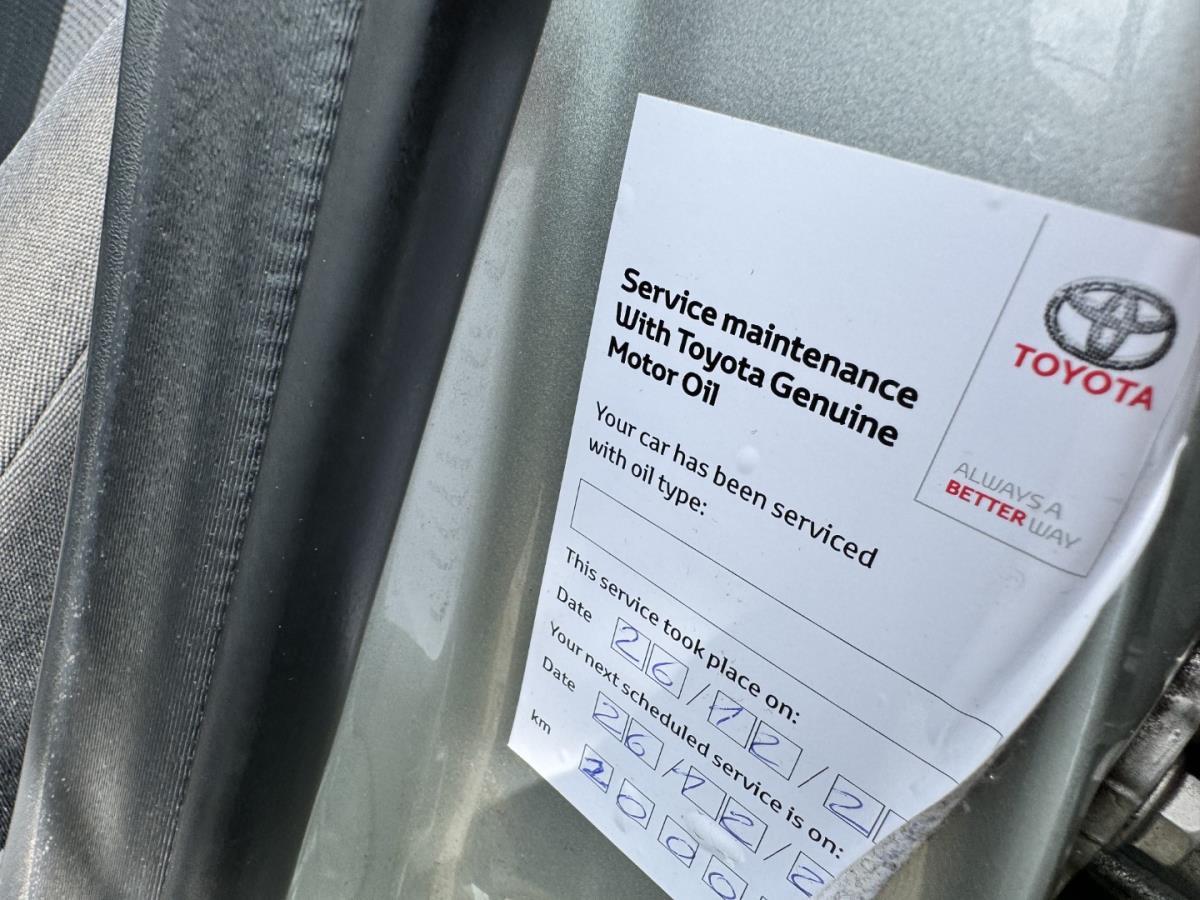 Service maintenance
With Toyota Genuine
Motor Oil
TOYOTA
ALWAYS A
BETTER WAY
Your car has been serviced
with oil type:
This service took place on:
Date 26/12/2
Your next scheduled service is on:
Date 26/12/2
km 2000